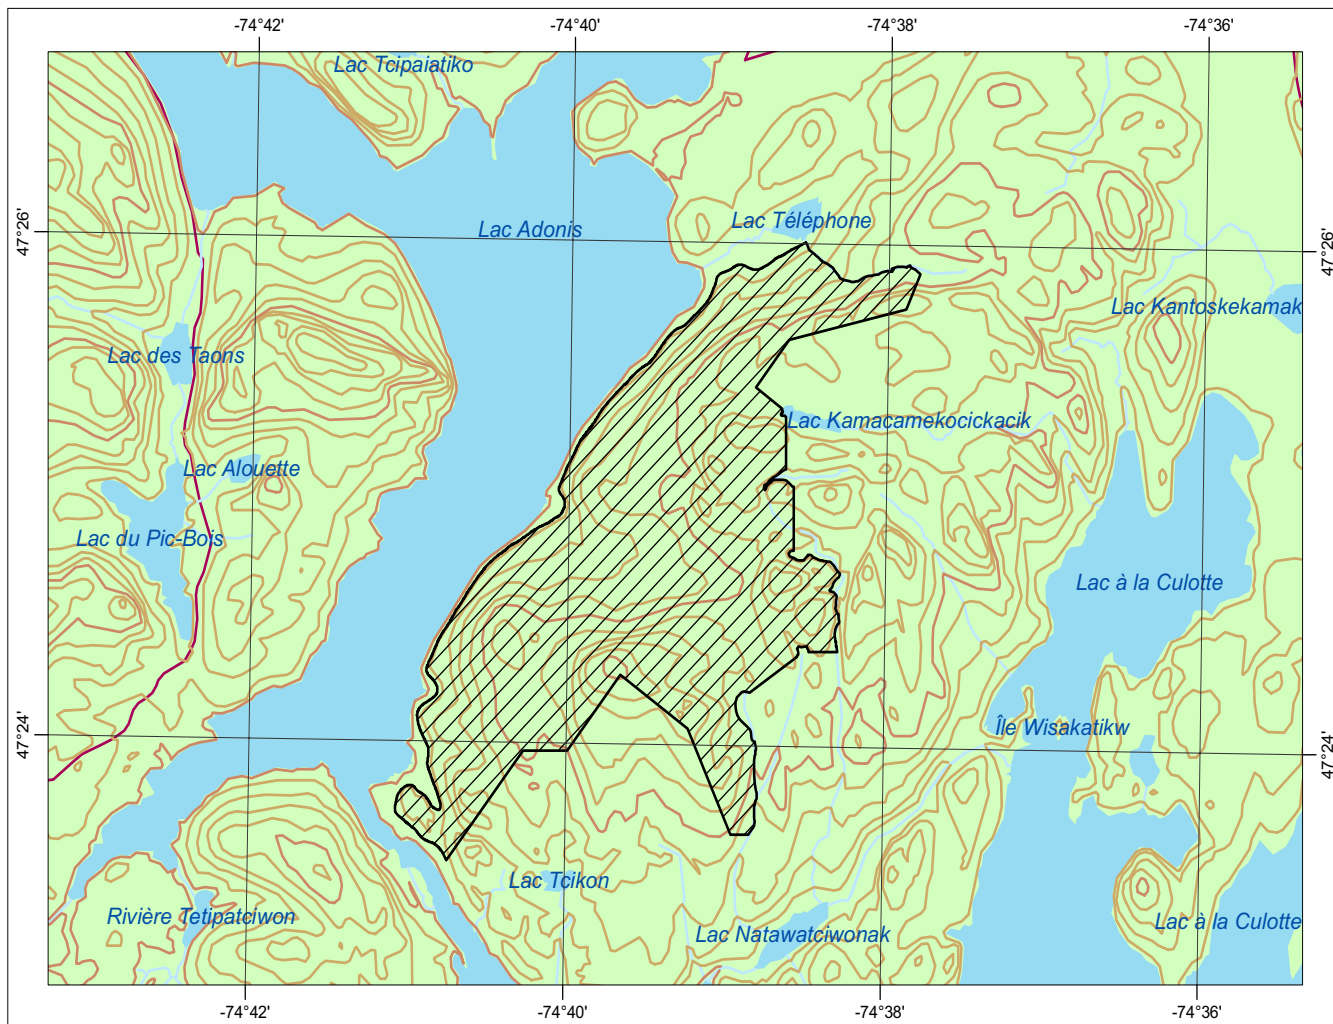 -74°42' -74°40' -74°38' -74°36'
Lac Tcipaiatiko
Lac Téléphone
Lac Adonis
47°26' 47°26'
Lac Kantoskekamak
Lac des Taons
Lac Kamacamekocickacik
Lac Alouette
Lac du Pic-Bois
Lac à la Culotte
Île Wisakatikw
47°24' 47°24'
Lac Tcikon
Rivière Tetipatciwon
Lac à la Culotte
Lac Natawatciwonak
-74°42' -74°40' -74°38' -74°36'